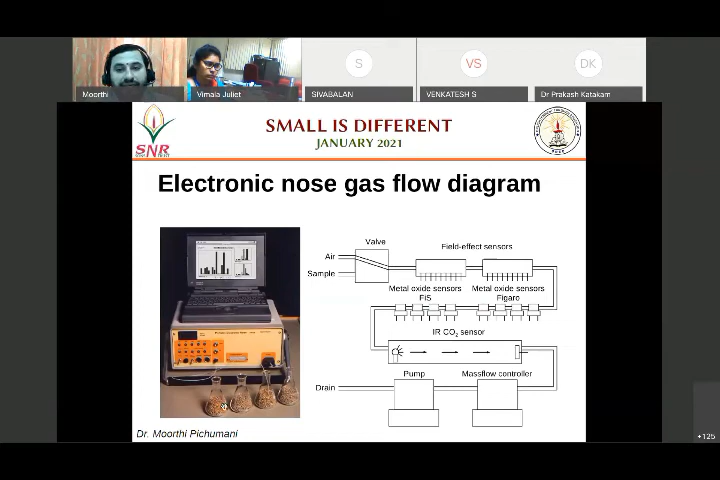 S
VS
DK
Moorthi
Vimala Juliet
SIVABALAN
VENKATESH S
Dr Prakash Katakam
SNR
SMALL IS DIFFERENT
JANUARY 2021
Electronic nose gas flow diagram
Valve
Field-effect sensors
Air
Sample
Metal oxide sensors
FiS
Metal oxide sensors
Figaro
IR CO₂ sensor
Pump
Massflow controller
Drain
Dr. Moorthi Pichumani
+125